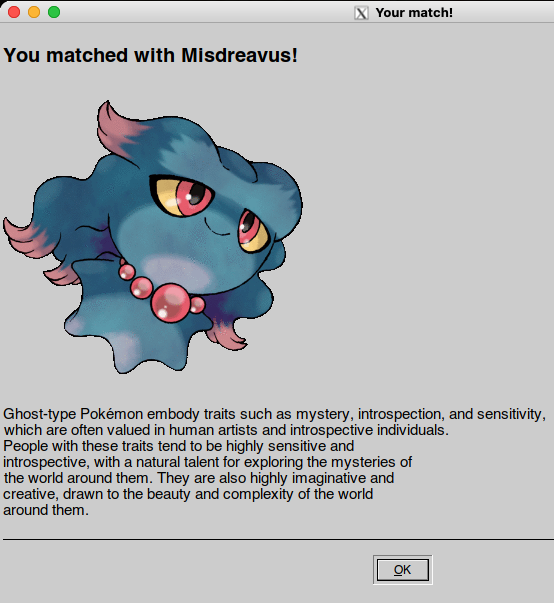 Your match!
You matched with Misdreavus!
Ghost-type Pokémon embody traits such as mystery, introspection, and sensitivity,
which are often valued in human artists and introspective individuals.
People with these traits tend to be highly sensitive and
introspective, with a natural talent for exploring the mysteries of
the world around them. They are also highly imaginative and
creative, drawn to the beauty and complexity of the world
around them.
OK